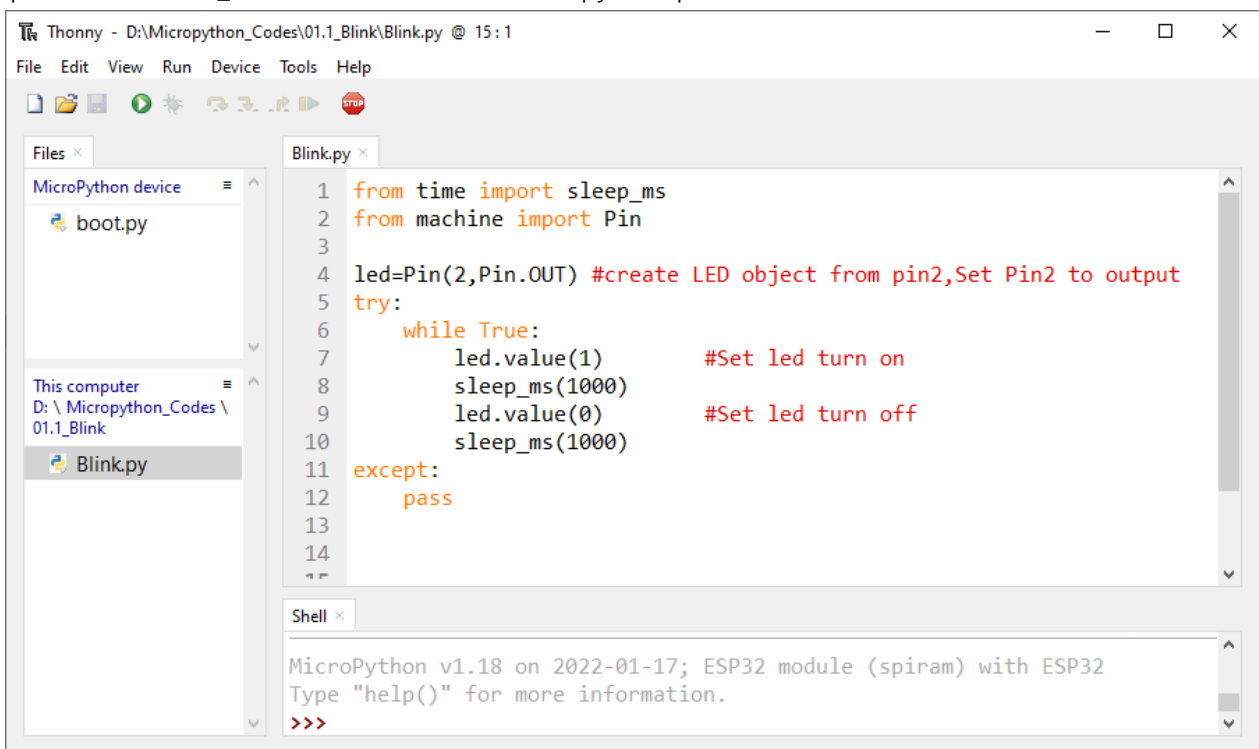 Thonny - D:\Micropython_Codes\01.1_Blink\Blink.py @ 15:1
File Edit View Run Device Tools Help
STOP
Files
MicroPython device
boot.py
This computer
D: \ Micropython_Codes \
01.1_Blink
Blink.py
Blink.py
1 from time import sleep_ms
2 from machine import Pin
3
4 led=Pin(2,Pin.OUT) #create LED object from pin2,Set Pin2 to output
5 try:
6     while True:
7         led.value(1)        #Set led turn on
8         sleep_ms(1000)
9         led.value(0)        #Set led turn off
10         sleep_ms(1000)
11 except:
12     pass
13
14
15
Shell
MicroPython v1.18 on 2022-01-17; ESP32 module (spiram) with ESP32
Type "help()" for more information.
>>>